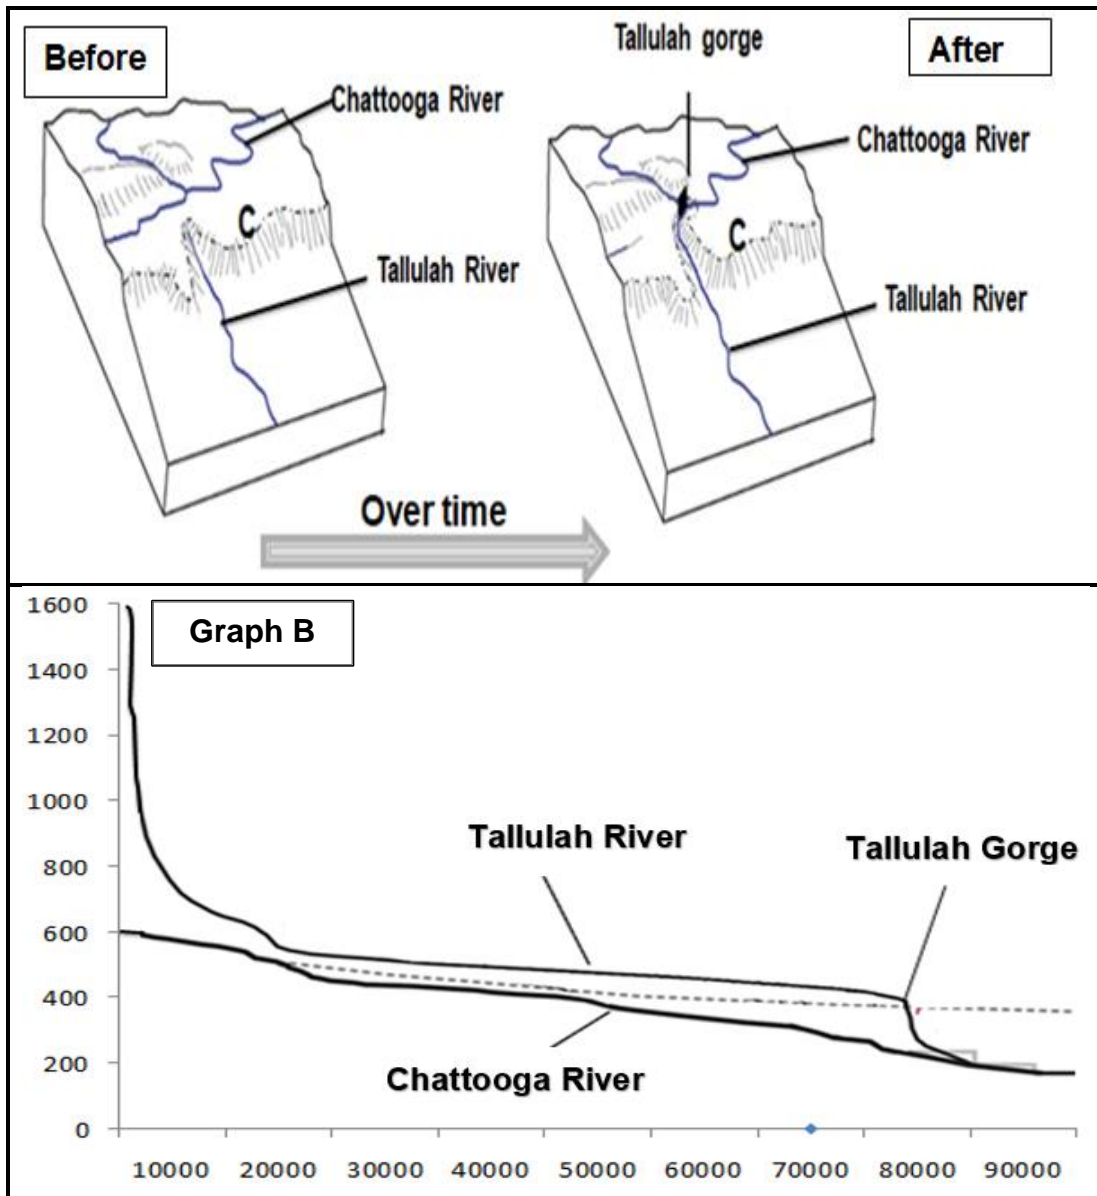 Before
Tallulah gorge
After
Chattooga River
Chattooga River
C
C
Tallulah River
Tallulah River
Over time
1600
Graph B
1400
1200
1000
800
Tallulah River
Tallulah Gorge
600
400
200
Chattooga River
0
10000 20000 30000 40000 50000 60000 70000 80000 90000